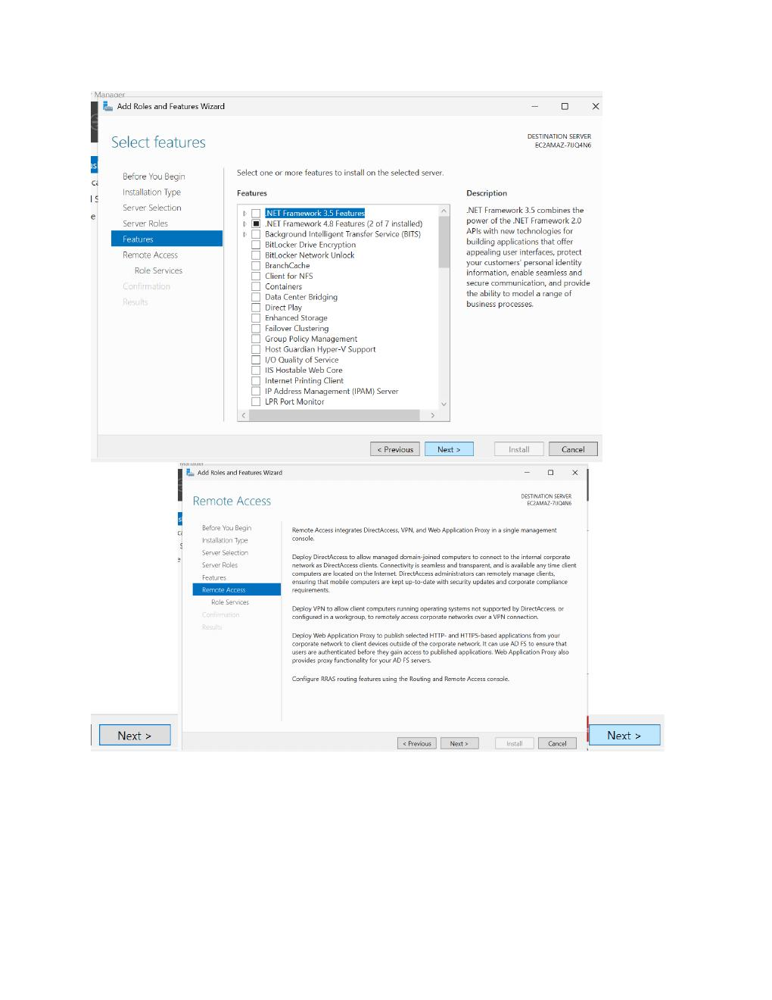 Manager
Add Roles and Features Wizard
Select features
DESTINATION SERVER
EC2AMAZ-7IJQ4N6
Before You Begin
Installation Type
Server Selection
Server Roles
Features
Remote Access
Role Services
Confirmation
Results
Select one or more features to install on the selected server.
Features
.NET Framework 3.5 Features
.NET Framework 4.8 Features (2 of 7 installed)
Background Intelligent Transfer Service (BITS)
BitLocker Drive Encryption
BitLocker Network Unlock
BranchCache
Client for NFS
Containers
Data Center Bridging
Direct Play
Enhanced Storage
Failover Clustering
Group Policy Management
Host Guardian Hyper-V Support
I/O Quality of Service
IIS Hostable Web Core
Internet Printing Client
IP Address Management (IPAM) Server
LPR Port Monitor
Description
.NET Framework 3.5 combines the
power of the .NET Framework 2.0
APIs with new technologies for
building applications that offer
appealing user interfaces, protect
your customers' personal identity
information, enable seamless and
secure communication, and provide
the ability to model a range of
business processes.
< Previous
Next >
Install
Cancel
Add Roles and Features Wizard
Remote Access
DESTINATION SERVER
EC2AMAZ-7IJQ4N6
Before You Begin
Installation Type
Server Selection
Server Roles
Features
Remote Access
Role Services
Confirmation
Results
Remote Access integrates DirectAccess, VPN, and Web Application Proxy in a single management
console.
Deploy DirectAccess to allow managed domain-joined computers to connect to the internal corporate
network as DirectAccess clients. Connectivity is seamless and transparent, and is available any time client
computers are located on the Internet. DirectAccess administrators can remotely manage clients,
ensuring that mobile computers are kept up-to-date with security updates and corporate compliance
requirements.
Deploy VPN to allow client computers running operating systems not supported by DirectAccess, or
configured in a workgroup, to remotely access corporate networks over a VPN connection.
Deploy Web Application Proxy to publish selected HTTP- and HTTPS-based applications from your
corporate network to client devices outside of the corporate network. It can use AD FS to ensure that
users are authenticated before they gain access to published applications. Web Application Proxy also
provides proxy functionality for your AD FS servers.
Configure RRAS routing features using the Routing and Remote Access console.
Next >
< Previous
Next >
Install
Cancel
Next >